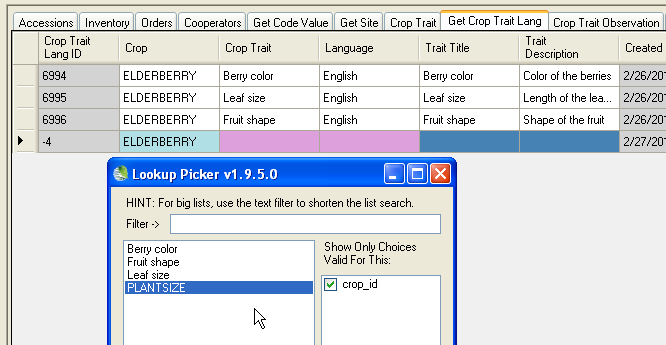 Accessions Inventory Orders Cooperators Get Code Value Get Site Crop Trait Get Crop Trait Lang Crop Trait Observation
Crop Trait Lang ID Crop Crop Trait Language Trait Title Trait Description Created
6994 ELDERBERRY Berry color English Berry color Color of the berries 2/26/201
6995 ELDERBERRY Leaf size English Leaf size Length of the lea... 2/26/201
6996 ELDERBERRY Fruit shape English Fruit shape Shape of the fruit 2/26/201
-4 ELDERBERRY 2/27/201
Lookup Picker v1.9.5.0
HINT: For big lists, use the text filter to shorten the list search.
Filter ->
Berry color
Fruit shape
Leaf size
PLANTSIZE
Show Only Choices
Valid For This:
crop_id